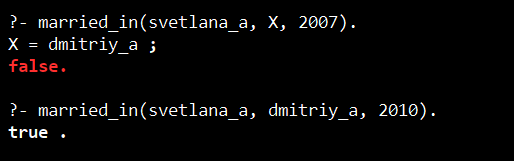 ?- married_in(svetlana_a, X, 2007).
X = dmitriy_a ;
false.
?- married_in(svetlana_a, dmitriy_a, 2010).
true .